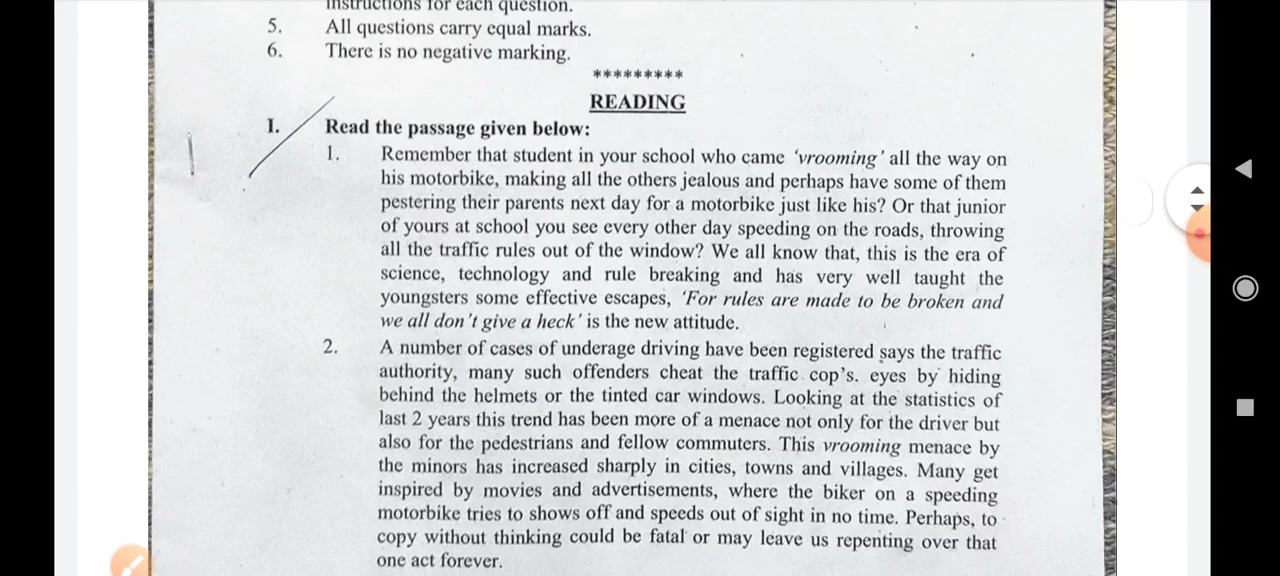 instructions for each question.
5. All questions carry equal marks.
6. There is no negative marking.
*********
READING
I. Read the passage given below:
1. Remember that student in your school who came 'vrooming' all the way on
his motorbike, making all the others jealous and perhaps have some of them
pestering their parents next day for a motorbike just like his? Or that junior
of yours at school you see every other day speeding on the roads, throwing
all the traffic rules out of the window? We all know that, this is the era of
science, technology and rule breaking and has very well taught the
youngsters some effective escapes, 'For rules are made to be broken and
we all don't give a heck' is the new attitude.
2. A number of cases of underage driving have been registered says the traffic
authority, many such offenders cheat the traffic cop's. eyes by hiding
behind the helmets or the tinted car windows. Looking at the statistics of
last 2 years this trend has been more of a menace not only for the driver but
also for the pedestrians and fellow commuters. This vrooming menace by
the minors has increased sharply in cities, towns and villages. Many get
inspired by movies and advertisements, where the biker on a speeding
motorbike tries to shows off and speeds out of sight in no time. Perhaps, to
copy without thinking could be fatal or may leave us repenting over that
one act forever.